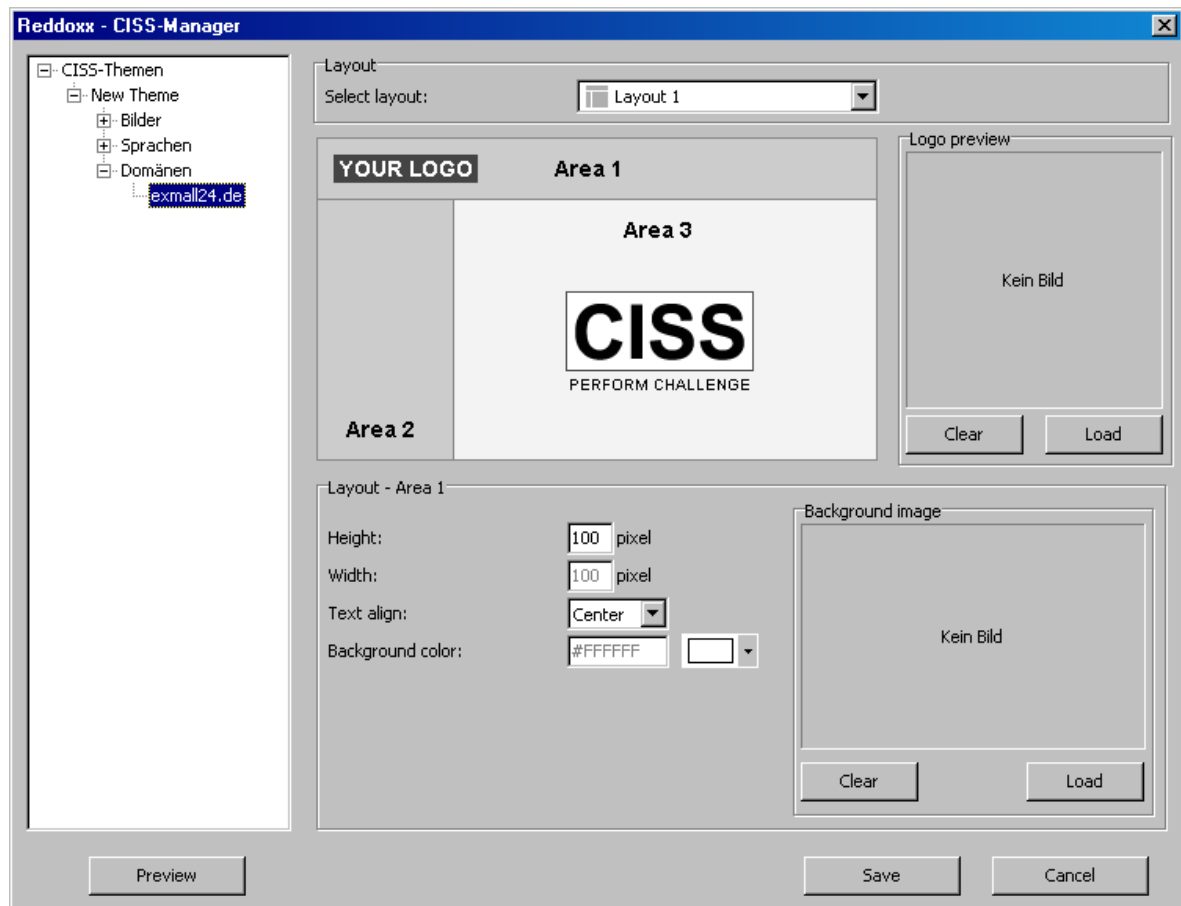 Reddoxx - CISS-Manager
CISS-Themen
New Theme
Bilder
Sprachen
Domänen
exmall24.de
Layout
Select layout:
Layout 1
YOUR LOGO
Area 1
Area 3
CISS
PERFORM CHALLENGE
Area 2
Logo preview
Kein Bild
Clear
Load
Layout - Area 1
Height:
100 pixel
Width:
100 pixel
Text align:
Center
Background color:
#FFFFFF
Background image
Kein Bild
Clear
Load
Preview
Save
Cancel